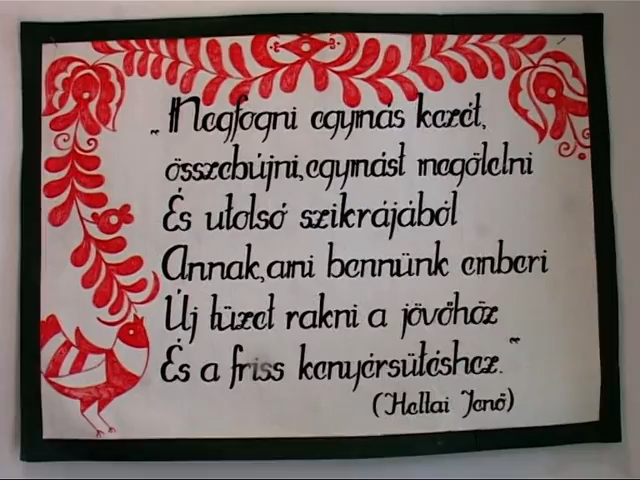 „Megfogni egymás kezét,
összebújni, egymást megölelni
És utolsó szikrájából
Annak, ami bennünk emberi
Új tüzet rakni a jövőhöz
És a friss kenyérsütéshez."
(Heltai Jenő)